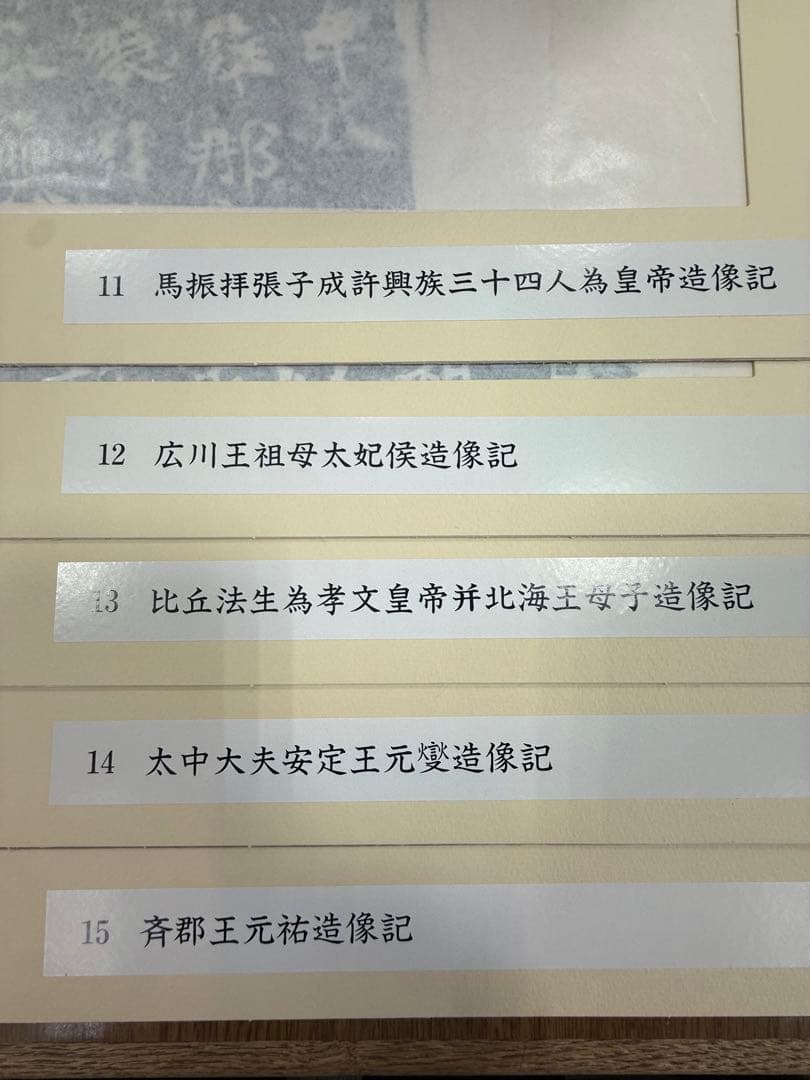 那
11 馬振拝張子成許興族三十四人為皇帝造像記
12 広川王祖母太妃侯造像記
13 比丘法生為孝文皇帝并北海王母子造像記
14 太中大夫安定王元燮造像記
15 斉郡王元祐造像記